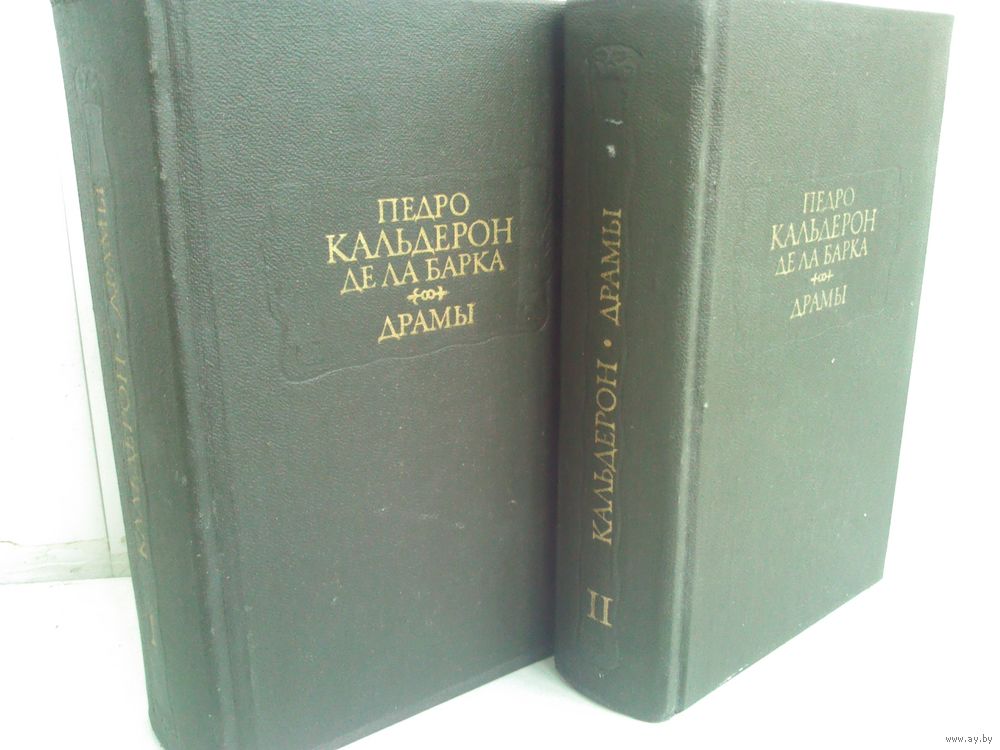 ПЕДРО
КАЛЬДЕРОН
ДЕ ЛА БАРКА
ДРАМЫ
I
КАЛЬДЕРОН • ДРАМЫ
II
ПЕДРО
КАЛЬДЕРОН
ДЕ ЛА БАРКА
ДРАМЫ
www.ay.by